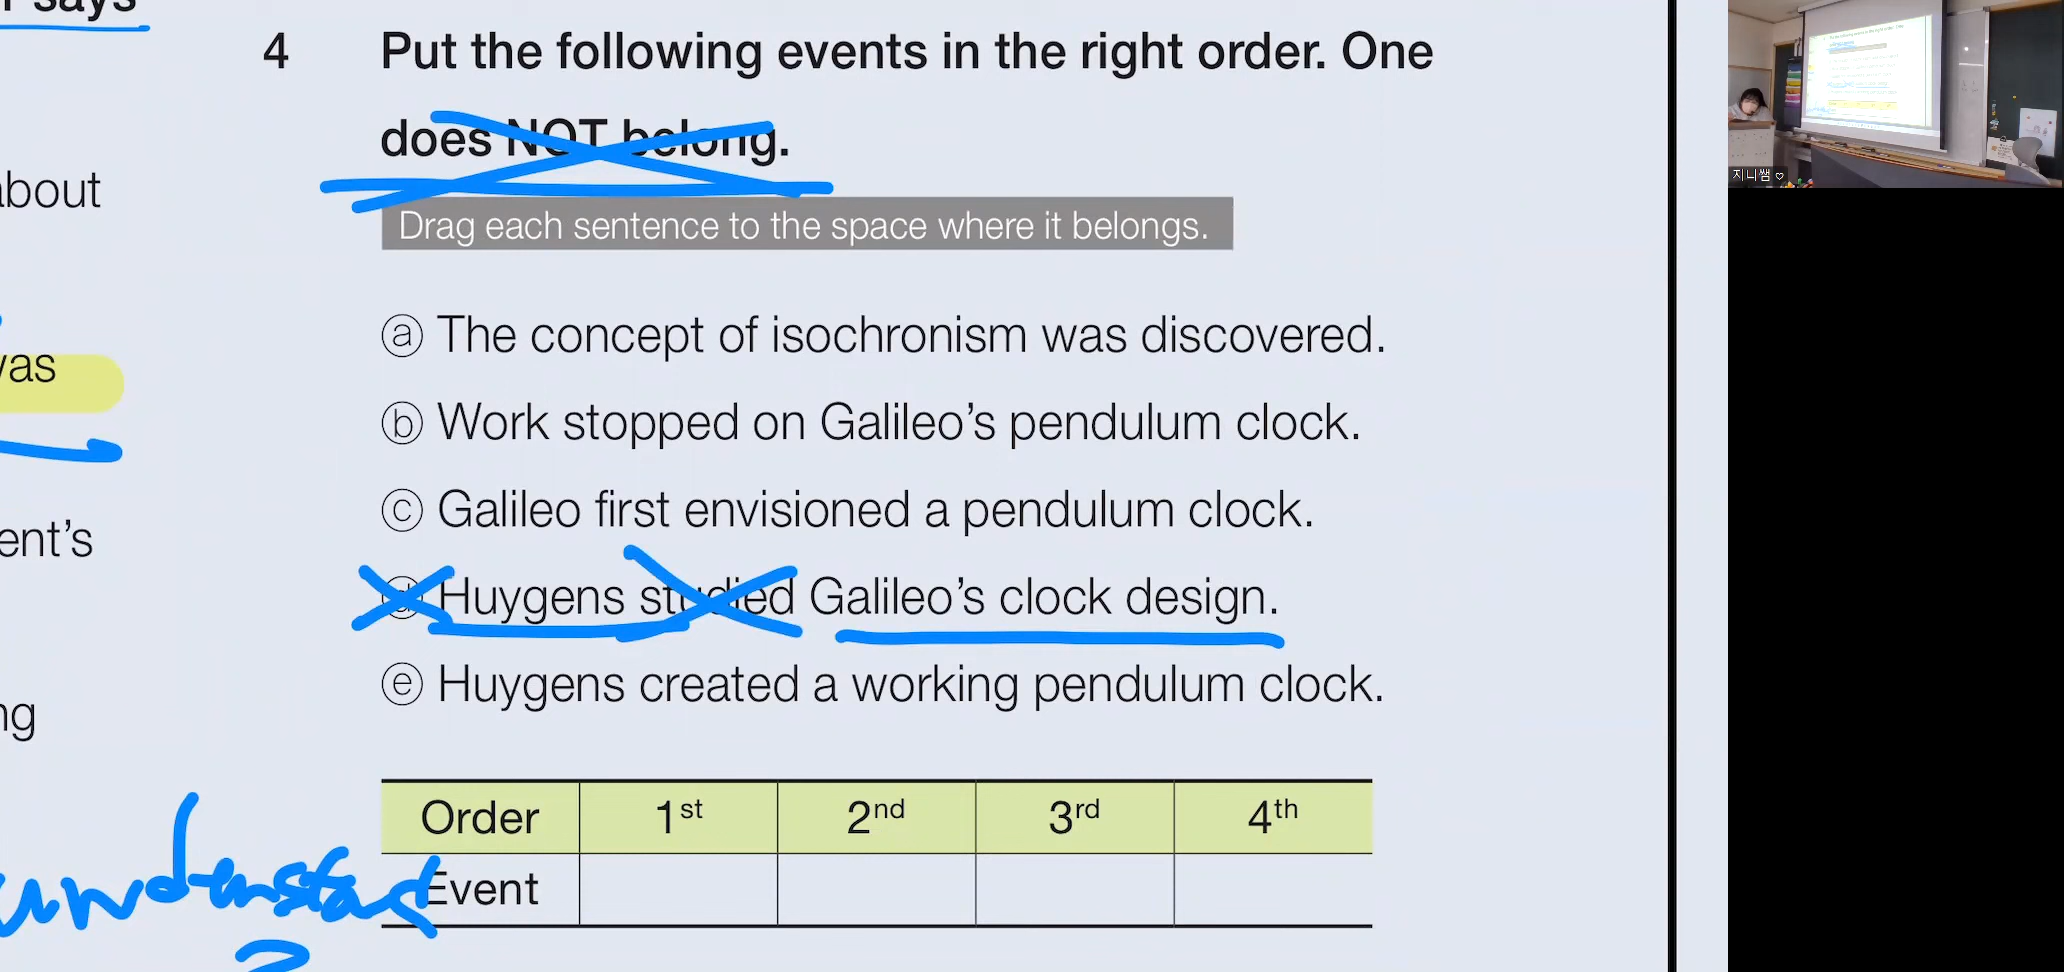 says
4 Put the following events in the right order. One
does NOT belong.
Drag each sentence to the space where it belongs.
about
ⓐ The concept of isochronism was discovered.
was
ⓑ Work stopped on Galileo's pendulum clock.
ⓒ Galileo first envisioned a pendulum clock.
ent's
ⓓ Huygens studied Galileo's clock design.
ⓔ Huygens created a working pendulum clock.
ng
Order 1st 2nd 3rd 4th
Event
understand
지니쌤 ♡